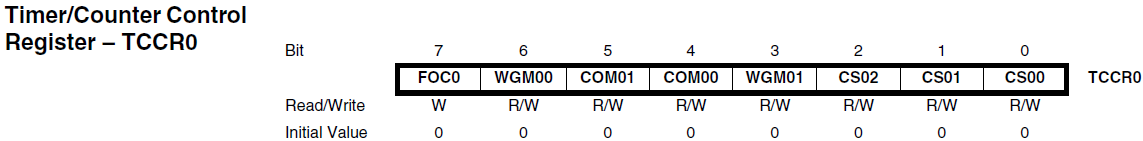 Timer/Counter Control
Register – TCCR0
Bit 7 6 5 4 3 2 1 0
FOC0 WGM00 COM01 COM00 WGM01 CS02 CS01 CS00 TCCR0
Read/Write W R/W R/W R/W R/W R/W R/W R/W
Initial Value 0 0 0 0 0 0 0 0